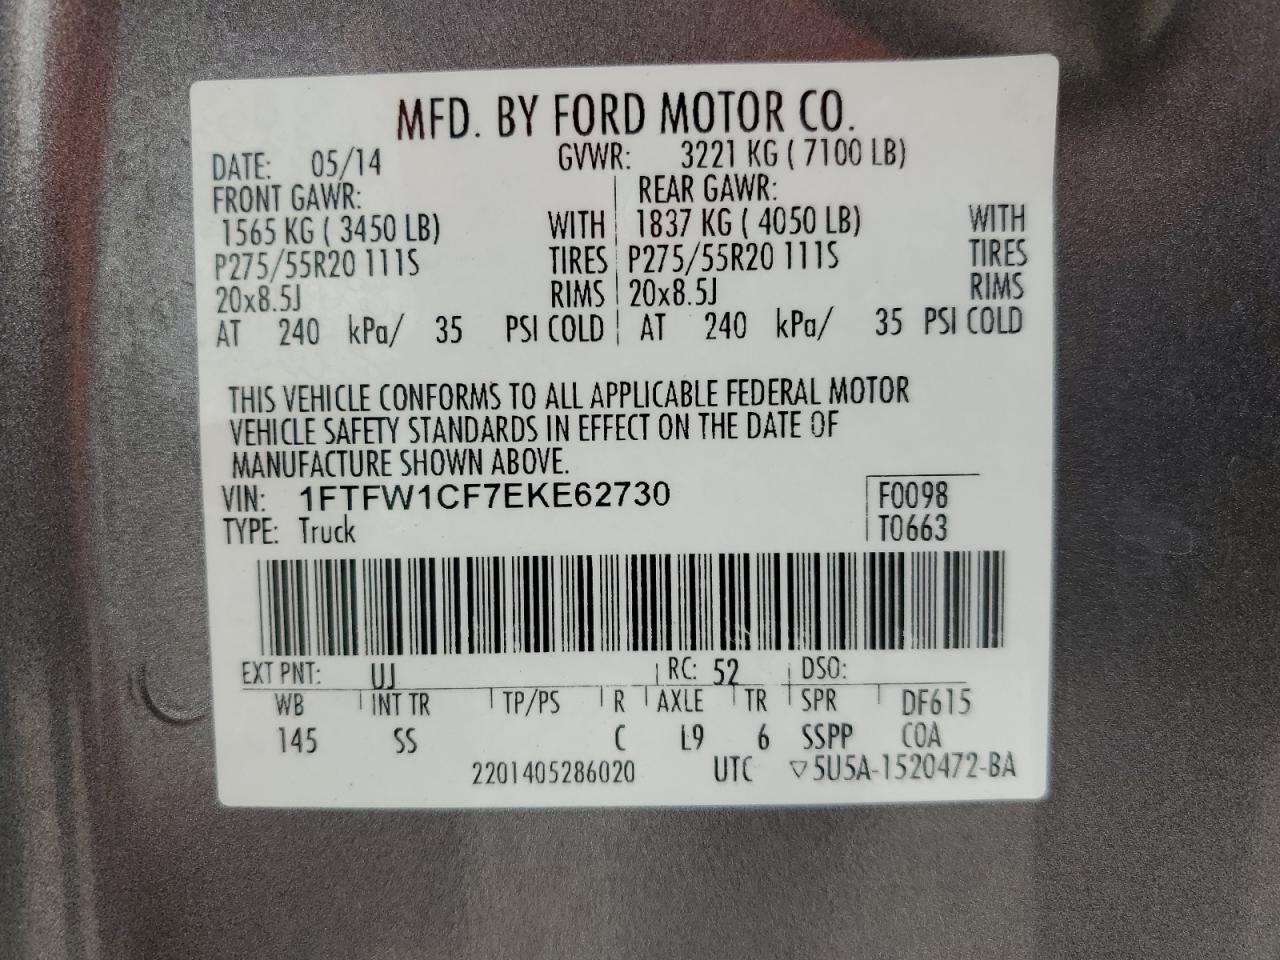 MFD. BY FORD MOTOR CO.
DATE: 05/14 GVWR: 3221 KG ( 7100 LB)
FRONT GAWR: REAR GAWR:
1565 KG ( 3450 LB) WITH 1837 KG ( 4050 LB) WITH
P275/55R20 111S TIRES P275/55R20 111S TIRES
20x8.5J RIMS 20x8.5J RIMS
AT 240 kPa/ 35 PSI COLD AT 240 kPa/ 35 PSI COLD
THIS VEHICLE CONFORMS TO ALL APPLICABLE FEDERAL MOTOR
VEHICLE SAFETY STANDARDS IN EFFECT ON THE DATE OF
MANUFACTURE SHOWN ABOVE.
VIN: 1FTFW1CF7EKE62730 F0098
TYPE: Truck T0663
EXT PNT: UJ RC: 52 DSO:
WB INT TR TP/PS R AXLE TR SPR DF615
145 SS C L9 6 SSPP COA
2201405286020 UTC ▽5U5A-1520472-BA